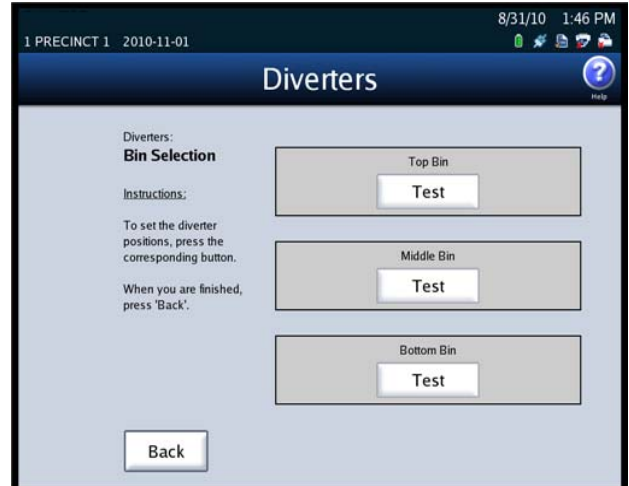 8/31/10 1:46 PM
1 PRECINCT 1 2010-11-01
Diverters
Help
Diverters:
Bin Selection
Instructions:
To set the diverter
positions, press the
corresponding button.
When you are finished,
press 'Back'.
Top Bin
Test
Middle Bin
Test
Bottom Bin
Test
Back